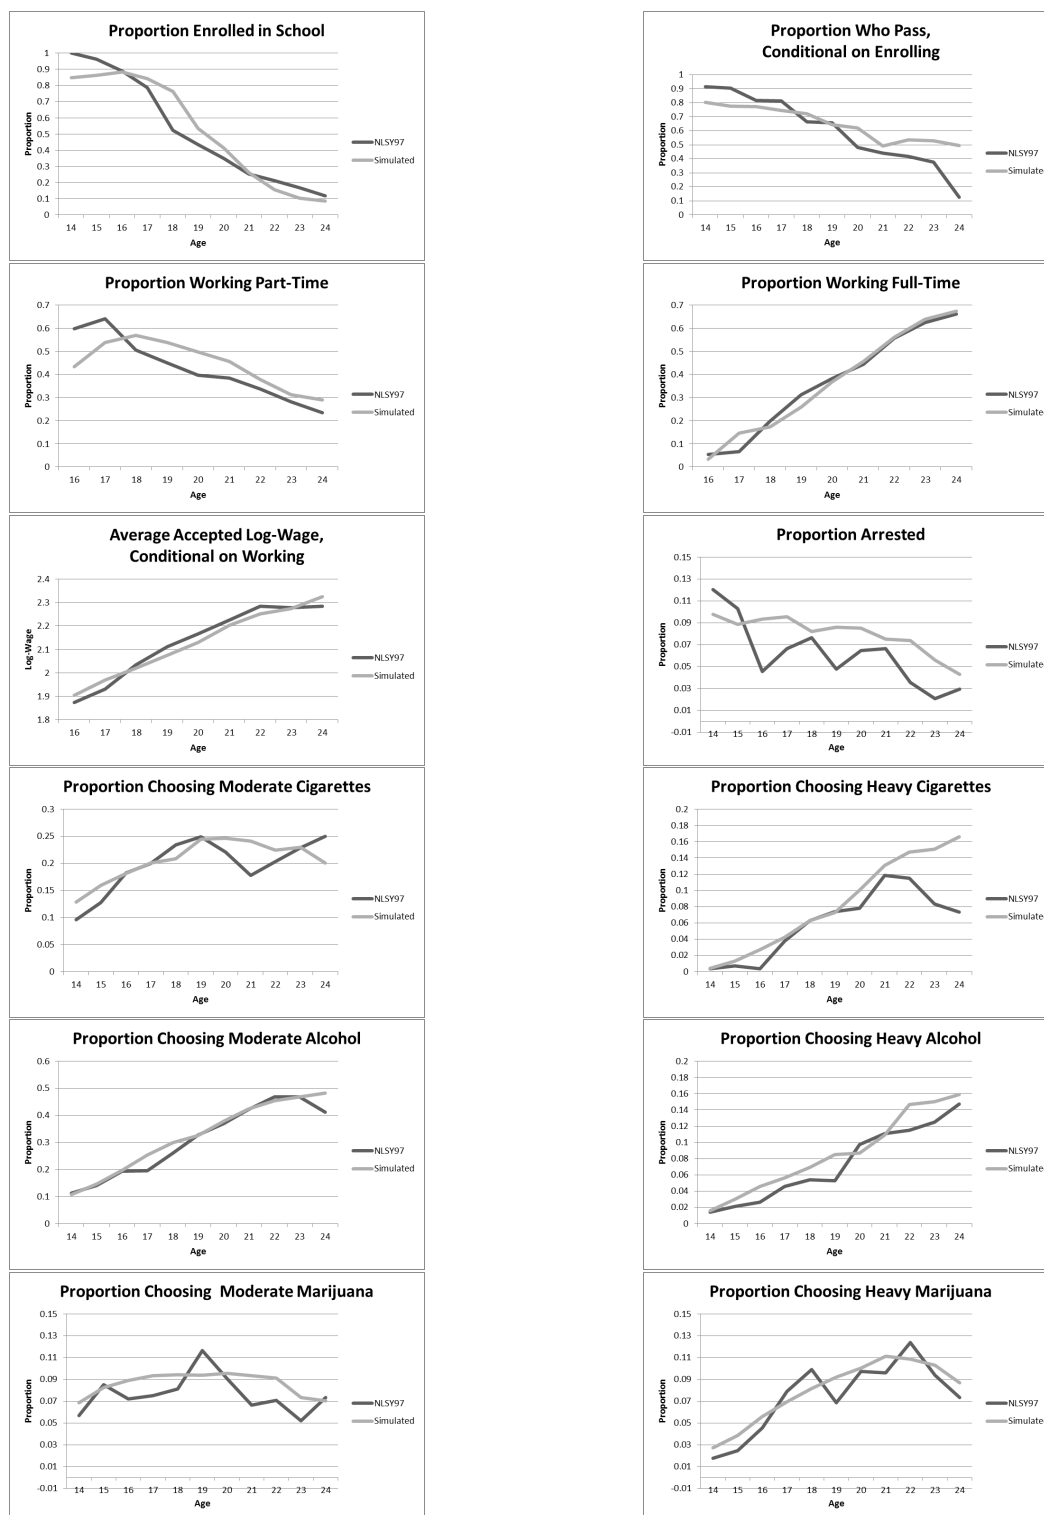 Proportion Enrolled in School
1
0.9
0.8
0.7
0.6
0.5
0.4
0.3
0.2
0.1
0
Proportion
14 15 16 17 18 19 20 21 22 23 24
Age
NLSY97
Simulated
Proportion Who Pass,
Conditional on Enrolling
1
0.9
0.8
0.7
0.6
0.5
0.4
0.3
0.2
0.1
0
Proportion
14 15 16 17 18 19 20 21 22 23 24
Age
NLSY97
Simulate
Proportion Working Part-Time
0.7
0.6
0.5
0.4
0.3
0.2
0.1
0
Proportion
16 17 18 19 20 21 22 23 24
Age
NLSY97
Simulated
Proportion Working Full-Time
0.7
0.6
0.5
0.4
0.3
0.2
0.1
0
Proportion
16 17 18 19 20 21 22 23 24
Age
NLSY97
Simulate
Average Accepted Log-Wage,
Conditional on Working
2.4
2.3
2.2
2.1
2
1.9
1.8
Log-Wage
16 17 18 19 20 21 22 23 24
Age
NLSY97
Simulated
Proportion Arrested
0.15
0.13
0.11
0.09
0.07
0.05
0.03
0.01
-0.01
Proportion
14 15 16 17 18 19 20 21 22 23 24
Age
NLSY97
Simulate
Proportion Choosing Moderate Cigarettes
0.3
0.25
0.2
0.15
0.1
0.05
0
Proportion
14 15 16 17 18 19 20 21 22 23 24
Age
NLSY97
Simulated
Proportion Choosing Heavy Cigarettes
0.2
0.18
0.16
0.14
0.12
0.1
0.08
0.06
0.04
0.02
0
Proportion
14 15 16 17 18 19 20 21 22 23 24
Age
NLSY97
Simulate
Proportion Choosing Moderate Alcohol
0.6
0.5
0.4
0.3
0.2
0.1
0
Proportion
14 15 16 17 18 19 20 21 22 23 24
Age
NLSY97
Simulated
Proportion Choosing Heavy Alcohol
0.2
0.18
0.16
0.14
0.12
0.1
0.08
0.06
0.04
0.02
0
Proportion
14 15 16 17 18 19 20 21 22 23 24
Age
NLSY97
Simulate
Proportion Choosing Moderate Marijuana
0.15
0.13
0.11
0.09
0.07
0.05
0.03
0.01
-0.01
Proportion
14 15 16 17 18 19 20 21 22 23 24
Age
NLSY97
Simulated
Proportion Choosing Heavy Marijuana
0.15
0.13
0.11
0.09
0.07
0.05
0.03
0.01
-0.01
Proportion
14 15 16 17 18 19 20 21 22 23 24
Age
NLSY97
Simulate